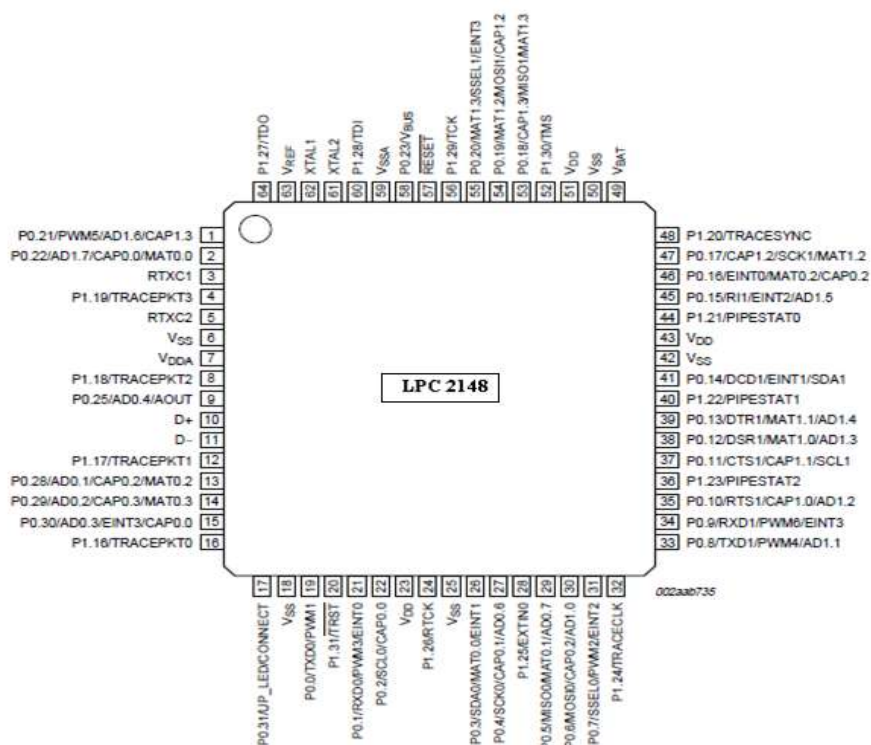 P1.27/TDO
VREF
XTAL1
XTAL2
P1.28/TDI
VSSA
P0.23/VBUS
RESET
P1.29/TCK
P0.20/MAT1.3/SSEL1/EINT3
P0.19/MAT1.2/MOSI1/CAP1.2
P0.18/CAP1.3/MISO1/MAT1.3
P1.30/TMS
VDD
VSS
VBAT
64 63 62 61 60 59 58 57 56 55 54 53 52 51 50 49
P0.21/PWM5/AD1.6/CAP1.3 1
P0.22/AD1.7/CAP0.0/MAT0.0 2
RTXC1 3
P1.19/TRACEPKT3 4
RTXC2 5
VSS 6
VDDA 7
P1.18/TRACEPKT2 8
P0.25/AD0.4/AOUT 9
D+ 10
D− 11
P1.17/TRACEPKT1 12
P0.28/AD0.1/CAP0.2/MAT0.2 13
P0.29/AD0.2/CAP0.3/MAT0.3 14
P0.30/AD0.3/EINT3/CAP0.0 15
P1.16/TRACEPKT0 16
LPC 2148
48 P1.20/TRACESYNC
47 P0.17/CAP1.2/SCK1/MAT1.2
46 P0.16/EINT0/MAT0.2/CAP0.2
45 P0.15/RI1/EINT2/AD1.5
44 P1.21/PIPESTAT0
43 VDD
42 VSS
41 P0.14/DCD1/EINT1/SDA1
40 P1.22/PIPESTAT1
39 P0.13/DTR1/MAT1.1/AD1.4
38 P0.12/DSR1/MAT1.0/AD1.3
37 P0.11/CTS1/CAP1.1/SCL1
36 P1.23/PIPESTAT2
35 P0.10/RTS1/CAP1.0/AD1.2
34 P0.9/RXD1/PWM6/EINT3
33 P0.8/TXD1/PWM4/AD1.1
17 18 19 20 21 22 23 24 25 26 27 28 29 30 31 32
P0.31/UP_LED/CONNECT
VSS
P0.0/TXD0/PWM1
P1.31/TRST
P0.1/RXD0/PWM3/EINT0
P0.2/SCL0/CAP0.0
VDD
P1.26/RTCK
VSS
P0.3/SDA0/MAT0.0/EINT1
P0.4/SCK0/CAP0.1/AD0.6
P1.25/EXTIN0
P0.5/MISO0/MAT0.1/AD0.7
P0.6/MOSI0/CAP0.2/AD1.0
P0.7/SSEL0/PWM2/EINT2
P1.24/TRACECLK
002aab735